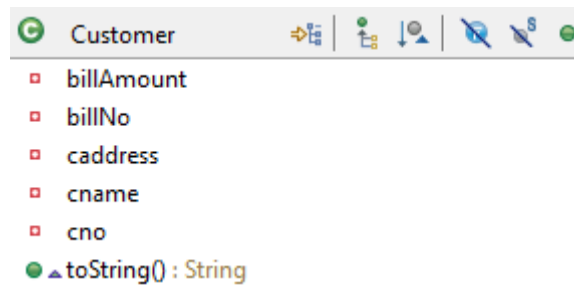 Customer
billAmount
billNo
caddress
cname
cno
toString() : String